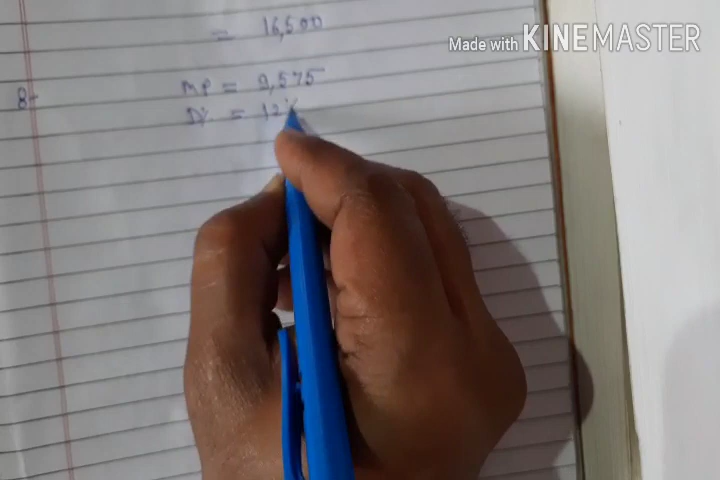 = 16,500
Made with KINEMASTER
8-
MP = 9,575
D% = 12%